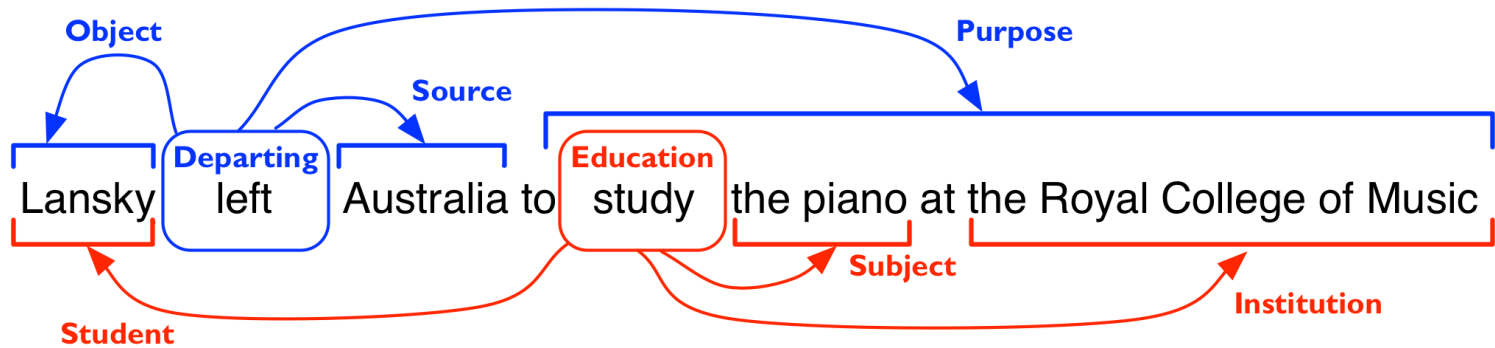 Object
Purpose
Source
Departing
Education
Lansky left Australia to study the piano at the Royal College of Music
Subject
Institution
Student